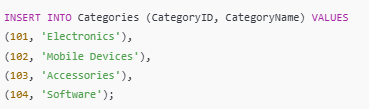 INSERT INTO Categories (CategoryID, CategoryName) VALUES
(101, 'Electronics'),
(102, 'Mobile Devices'),
(103, 'Accessories'),
(104, 'Software');